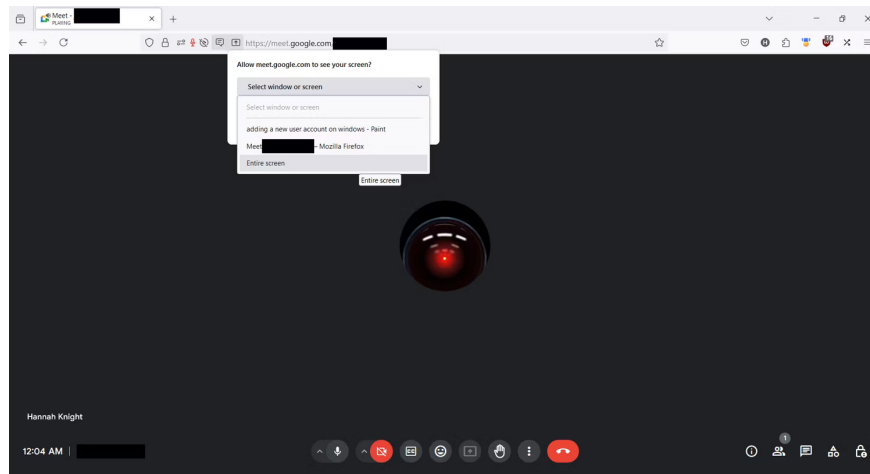 Meet -
PLAYING
https://meet.google.com
Allow meet.google.com to see your screen?
Select window or screen
Select window or screen
adding a new user account on windows - Paint
Meet - Mozilla Firefox
Entire screen
Entire screen
Hannah Knight
12:04 AM |
CC
1